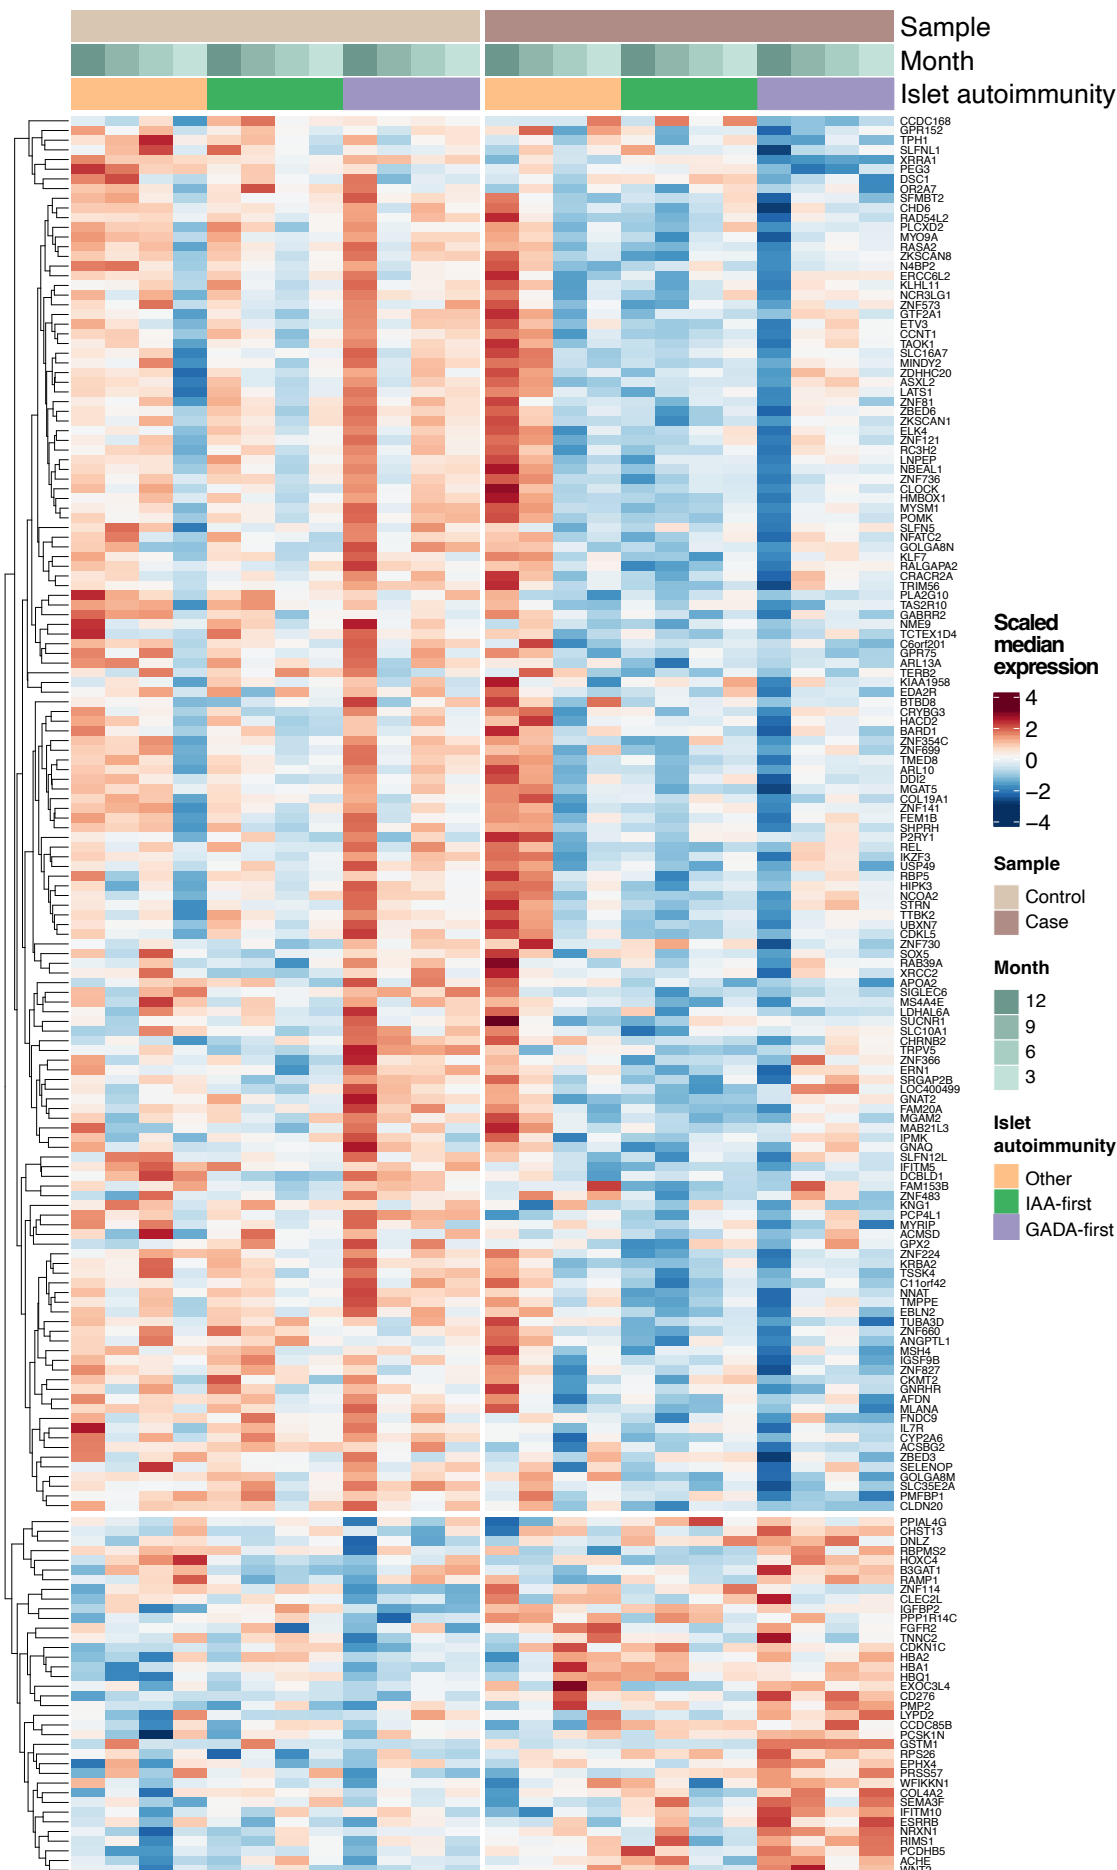 Sample
Month
Islet autoimmunity
CCDC168
GPR152
TPH1
SLFNL1
XRRA1
PEG3
DSC1
OR2A7
SFMBT2
CHD6
RAD54L2
PLCXD2
MYO9A
RASA2
ZKSCAN8
N4BP2
ERCC6L2
KLHL11
NCR3LG1
ZNF573
GTF2A1
ETV3
CCNT1
TAOK1
SLC16A7
MINDY2
ZDHHC20
ASXL2
LATS1
ZNF81
ZBED6
ZKSCAN1
ELK4
ZNF121
RC3H2
LNPEP
NBEAL1
ZNF736
CLOCK
HMBOX1
MYSM1
POMK
SLFN5
NFATC2
GOLGA8N
KLF7
RALGAPA2
CRACR2A
TRIM56
PLA2G10
TAS2R10
GABRR2
NME9
TCTEX1D4
C6orf201
GPR75
ARL13A
TERB2
KIAA1958
EDA2R
BTBD8
CRYBG3
HACD2
BARD1
ZNF354C
ZNF699
TMED8
ARL10
DDI2
MGAT5
COL19A1
ZNF141
FEM1B
SHPRH
P2RY1
REL
IKZF3
USP49
RBP5
HIPK3
NCOA2
STRN
TTBK2
UBXN7
CDKL5
ZNF730
SOX5
RAB39A
XRCC2
APOA2
SIGLEC6
MS4A4E
LDHAL6A
SUCNR1
SLC10A1
CHRNB2
TRPV5
ZNF366
ERN1
SRGAP2B
LOC400499
GNAT2
FAM20A
MGAM2
MAB21L3
IPMK
GNAQ
SLFN12L
IFITM5
DCBLD1
FAM153B
ZNF483
KNG1
PCP4L1
MYRIP
ACMSD
GPX2
ZNF224
KRBA2
TSSK4
C11orf42
NNAT
TMPPE
EBLN2
TUBA3D
ZNF660
ANGPTL1
MSH4
IGSF9B
ZNF827
CKMT2
GNRHR
AFDN
MLANA
FNDC9
IL7R
CYP2A6
ACSBG2
ZBED3
SELENOP
GOLGA8M
SLC35E2A
PMFBP1
CLDN20
PPIAL4G
CHST13
DNLZ
RBPMS2
HOXC4
B3GAT1
RAMP1
ZNF114
CLEC2L
IGFBP2
PPP1R14C
FGFR2
TNNC2
CDKN1C
HBA2
HBA1
HBQ1
EXOC3L4
CD276
PMP2
LYPD2
CCDC85B
PCSK1N
GSTM1
RPS26
EPHX4
PRSS57
WFIKKN1
COL4A2
SEMA3F
IFITM10
ESRRB
NRXN1
RIMS1
PCDHB5
ACHE
Scaled
median
expression
4
2
0
−2
−4
Sample
Control
Case
Month
12
9
6
3
Islet
autoimmunity
Other
IAA-first
GADA-first